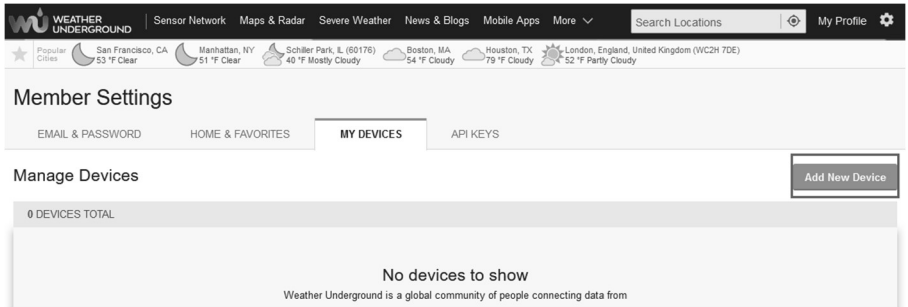 WEATHER UNDERGROUND
Sensor Network Maps & Radar Severe Weather News & Blogs Mobile Apps More Search Locations My Profile
Popular Cities
San Francisco, CA
53 °F Clear
Manhattan, NY
51 °F Clear
Schiller Park, IL (60176)
40 °F Mostly Cloudy
Boston, MA
54 °F Cloudy
Houston, TX
79 °F Cloudy
London, England, United Kingdom (WC2H 7DE)
52 °F Partly Cloudy
Member Settings
EMAIL & PASSWORD HOME & FAVORITES MY DEVICES API KEYS
Manage Devices Add New Device
0 DEVICES TOTAL
No devices to show
Weather Underground is a global community of people connecting data from